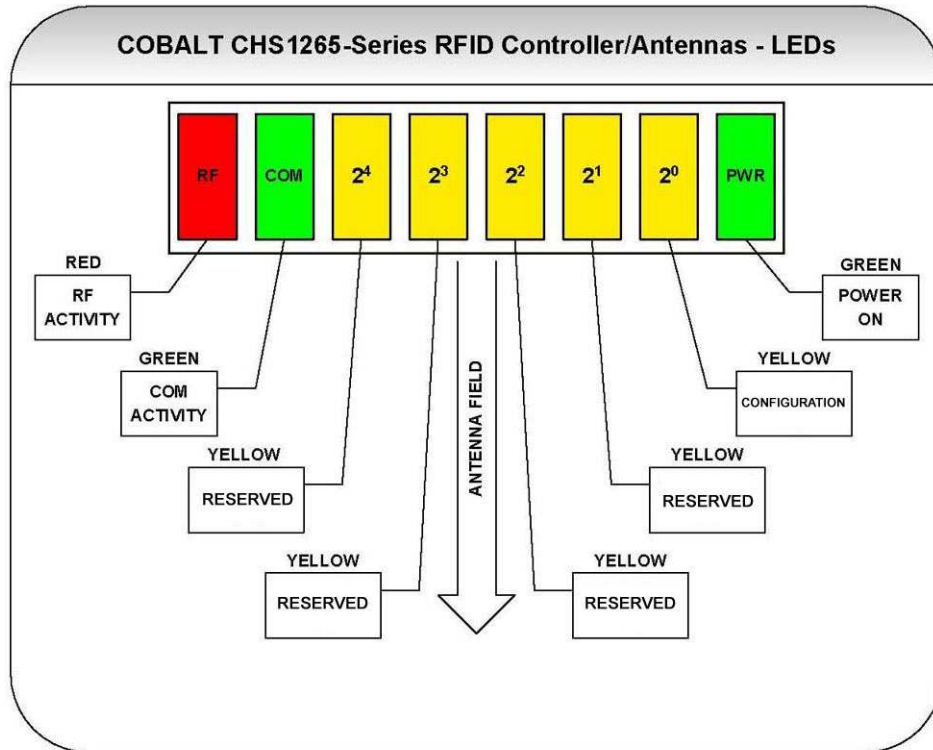 COBALT CHS1265-Series RFID Controller/Antennas - LEDs
RF COM 2⁴ 2³ 2² 2¹ 2⁰ PWR
RED
RF
ACTIVITY
GREEN
POWER
ON
GREEN
COM
ACTIVITY
YELLOW
CONFIGURATION
YELLOW
RESERVED
ANTENNA FIELD
YELLOW
RESERVED
YELLOW
RESERVED
YELLOW
RESERVED